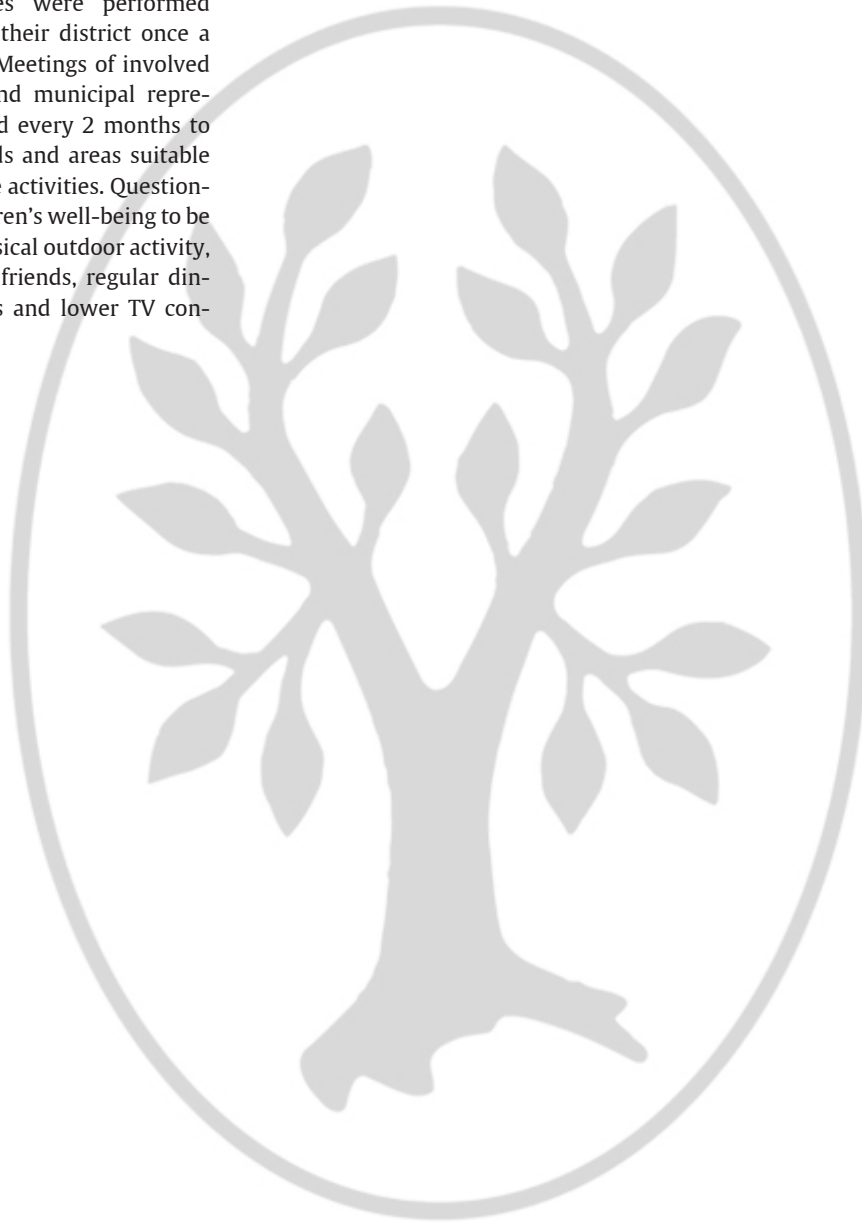 were performed
their district once a
Meetings of involved
nd municipal repre-
d every 2 months to
ls and areas suitable
e activities. Question-
ren's well-being to be
sical outdoor activity,
friends, regular din-
s and lower TV con-